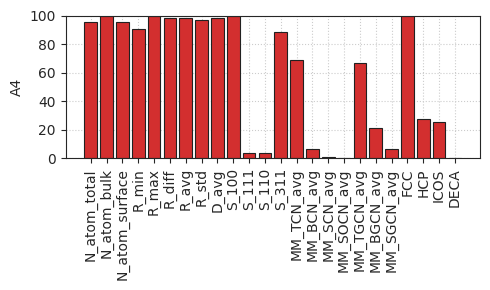 100
80
60
40
20
0
A4
N_atom_total
N_atom_bulk
N_atom_surface
R_min
R_max
R_diff
R_avg
R_std
D_avg
S_100
S_111
S_110
S_311
MM_TCN_avg
MM_BCN_avg
MM_SCN_avg
MM_SOCN_avg
MM_TGCN_avg
MM_BGCN_avg
MM_SGCN_avg
FCC
HCP
ICOS
DECA